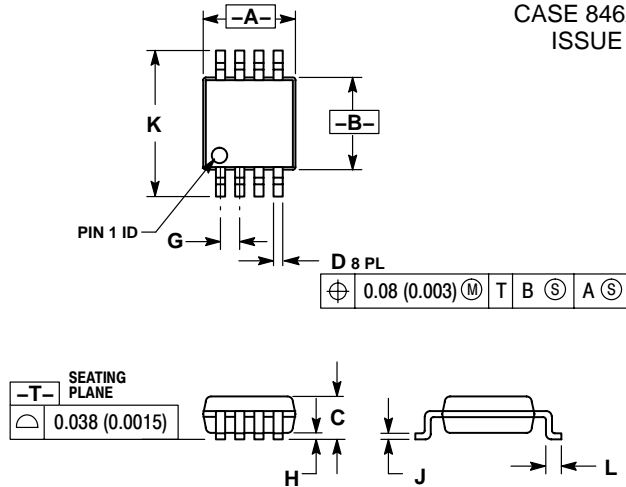 CASE 846
ISSUE
–A–
K
–B–
PIN 1 ID
G
D 8 PL
⌖ 0.08 (0.003) Ⓜ T B Ⓢ A Ⓢ
–T– SEATING PLANE
⌓ 0.038 (0.0015)
C
H
J
L